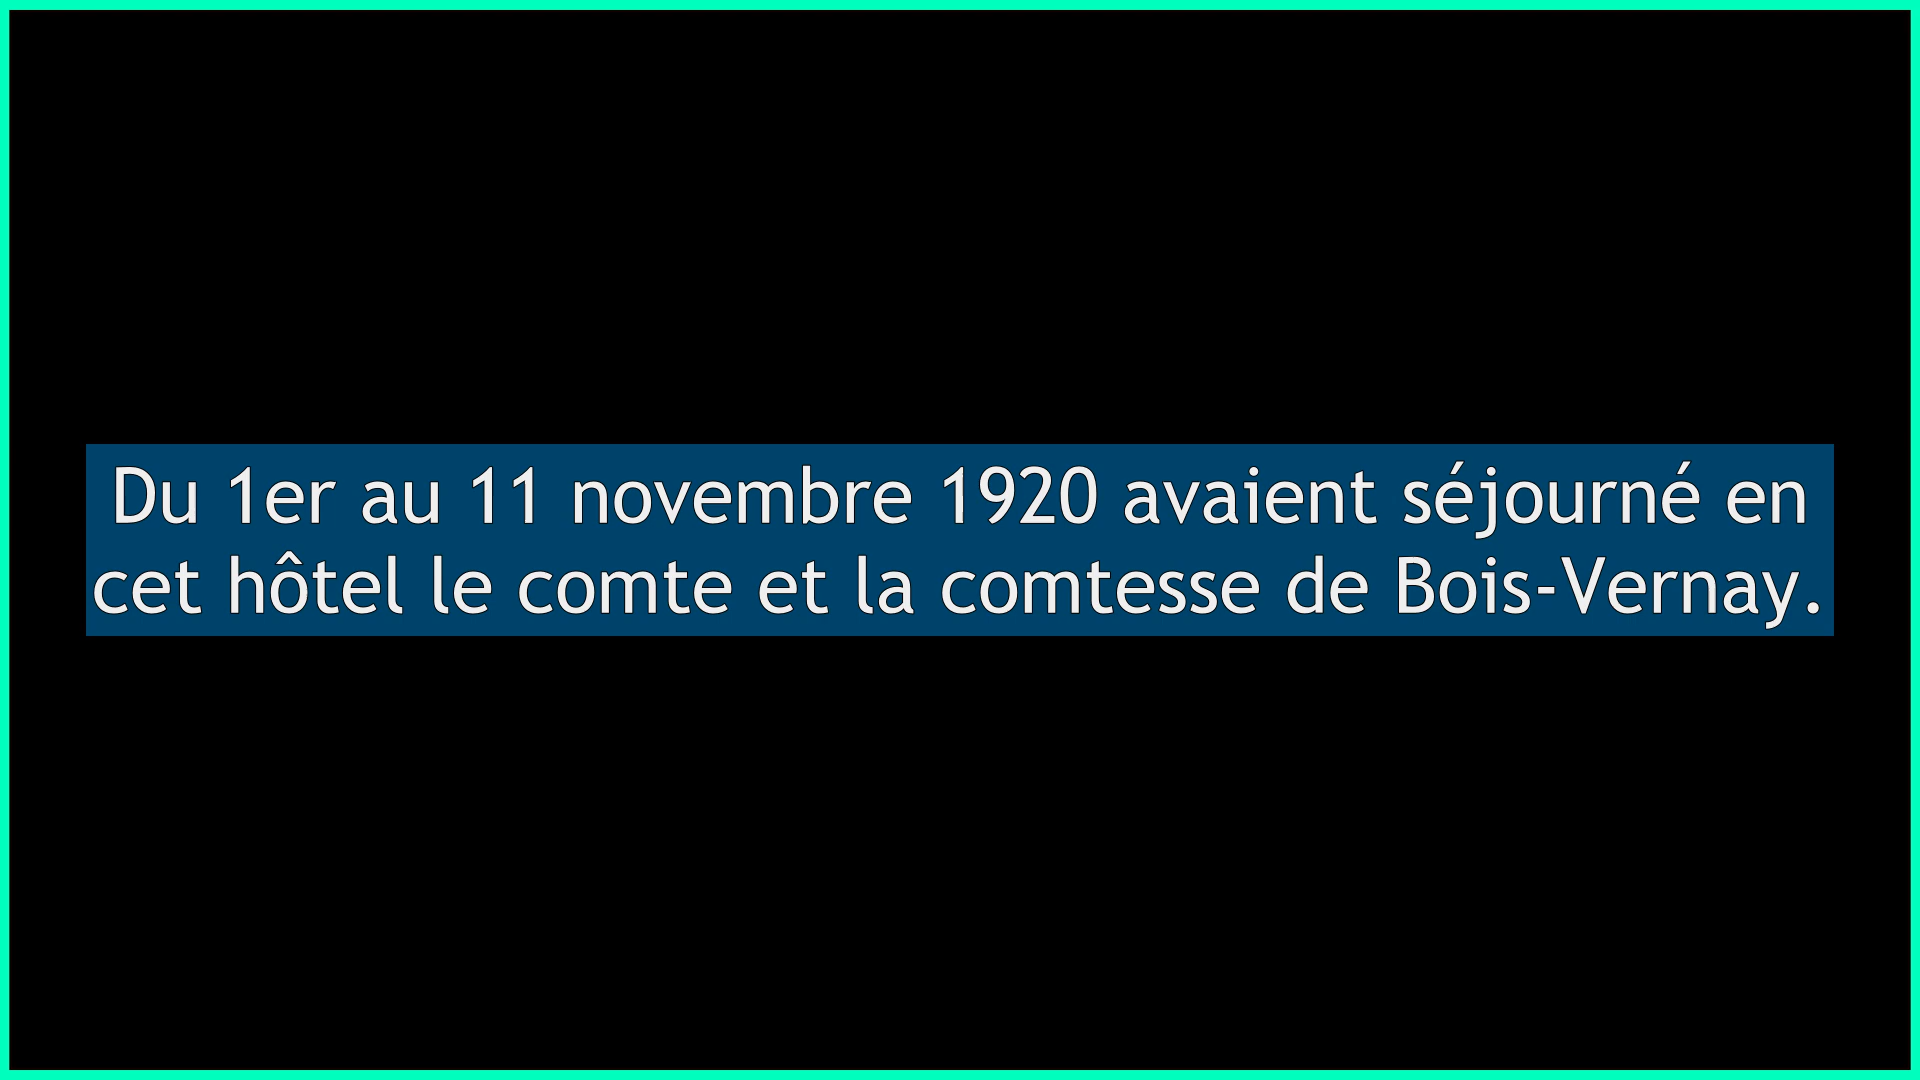 Du 1er au 11 novembre 1920 avaient séjourné en
cet hôtel le comte et la comtesse de Bois-Vernay.